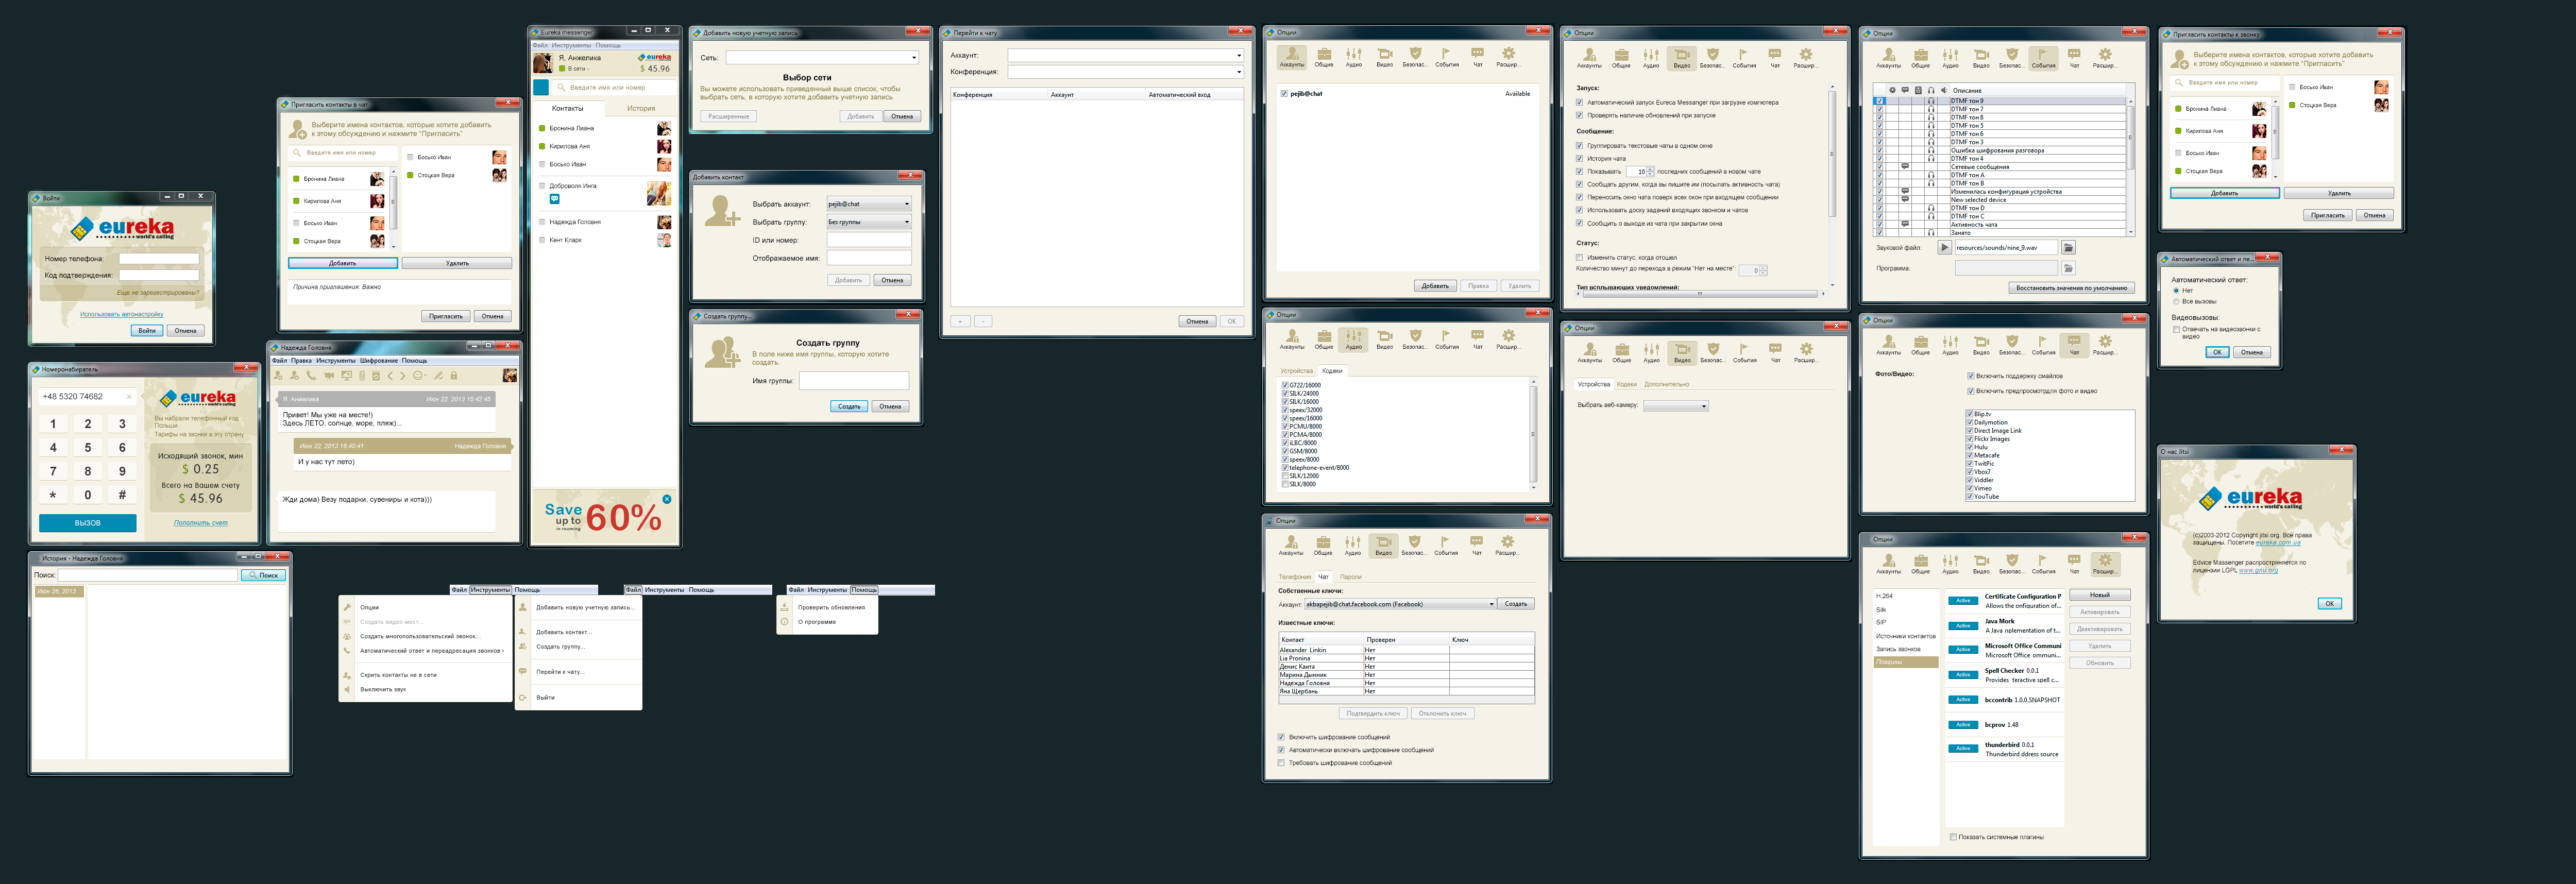 Войти
eureka
world's calling
Номер телефона:
Код подтверждения:
Еще не зарегистрированы?
Использовать автонастройку
Войти
Отмена
Номеронабиратель
+48 5320 74682
1 2 3
4 5 6
7 8 9
* 0 #
ВЫЗОВ
eureka
world's calling
Вы набрали телефонный код
Польши.
Тарифы на звонки в эту страну
Исходящий звонок, мин
$ 0.25
Всего на Вашем счету
$ 45.96
Пополнить счет
История - Надежда Головня
Поиск:
Поиск
Июн 26, 2013
Пригласить контакты в чат
Выберите имена контактов, которые хотите добавить
к этому обсуждению и нажмите "Пригласить"
Введите имя или номер
Бронина Лиана
Кирилова Аня
Босько Иван
Стоцкая Вера
Босько Иван
Стоцкая Вера
Добавить
Удалить
Причина приглашения: Важно
Пригласить
Отмена
Надежда Головня
Файл Правка Инструменты Шифрование Помощь
Я, Анжелика
Июн 22, 2013 15:42:45
Привет! Мы уже на месте!)
Здесь ЛЕТО, солнце, море, пляж)...
Июн 22, 2013 16:40:41
Надежда Головня
И у нас тут лето)
Жди дома) Везу подарки, сувениры и кота)))
Eureka messenger
Файл Инструменты Помощь
Я, Анжелика
В сети
eureka
$ 45.96
Введите имя или номер
Контакты
История
Бронина Лиана
Кирилова Аня
Босько Иван
Доброволя Инга
Надежда Головня
Кент Кларк
Save
up to
in roaming
60%
Файл Инструменты Помощь
Опции
Создать видео-мост...
Создать многопользовательский звонок...
Автоматический ответ и переадресация звонков ›
Скрить контакты не в сети
Выключить звук
Добавить новую учетную запись...
Добавить контакт...
Создать группу...
Перейти к чату...
Выйти
Файл Инструменты Помощь
Файл Инструменты Помощь
Проверить обновления
О программе
Добавить новую учетную запись
Сеть:
Выбор сети
Вы можете использовать приведенный выше список, чтобы
выбрать сеть, в которую хотите добавить учетную запись
Расширенные
Добавить
Отмена
Добавить контакт
Выбрать аккаунт:
pejib@chat
Выбрать группу:
Без группы
ID или номер:
Отображаемое имя:
Добавить
Отмена
Создать группу...
Создать группу
В поле ниже имя группы, которую хотите
создать.
Имя группы:
Создать
Отмена
Перейти к чату
Аккаунт:
Конференция:
Конференция
Аккаунт
Автоматический вход
+
-
Отмена
OK
Опции
Аккаунты Общие Аудио Видео Безопас... События Чат Расшир...
pejib@chat
Available
Добавить
Правка
Удалить
Опции
Аккаунты Общие Аудио Видео Безопас... События Чат Расшир...
Устройства
Кодеки
G722/16000
SILK/24000
SILK/16000
speex/32000
speex/16000
PCMU/8000
PCMA/8000
iLBC/8000
GSM/8000
speex/8000
telephone-event/8000
SILK/12000
SILK/8000
Опции
Аккаунты Общие Аудио Видео Безопас... События Чат Расшир...
Телефония
Чат
Пароли
Собственные ключи:
Аккаунт:
akbapejib@chat.facebook.com (Facebook)
Создать
Известные ключи:
Контакт Проверен Ключ
Alexander Linkin Нет
Lia Pronina Нет
Денис Каита Нет
Марина Дынник Нет
Надежда Головня Нет
Яна Щербань Нет
Подтвердить ключ
Отклонить ключ
Включить шифрование сообщений
Автоматически включать шифрование сообщений
Требовать шифрование сообщений
Опции
Аккаунты Общие Аудио Видео Безопас... События Чат Расшир...
Запуск:
Автоматический запуск Eureca Messanger при загрузке компютера
Проверять наличие обновлений при запуске
Сообщение:
Группировать текстовые чаты в одном окне
История чата
Показывать 10 последних сообщений в новом чате
Сообщать другим, когда вы пишите им (посылать активность чата)
Переносить окно чата поверх всех окон при входящем сообщении
Использовать доску заданий входящих звонком и чатов
Сообщить о выходе из чата при закрытии окна
Статус:
Изменить статус, когда отошел
Количество минут до перехода в режим "Нет на месте": 0
Тип всплывающих уведомлений:
Опции
Аккаунты Общие Аудио Видео Безопас... События Чат Расшир...
Устройства
Кодеки
Дополнительно
Выбрать веб-камеру:
Опции
Аккаунты Общие Аудио Видео Безопас... События Чат Расшир...
Описание
DTMF тон 9
DTMF тон 7
DTMF тон 8
DTMF тон 5
DTMF тон 6
DTMF тон 3
Ошибка шифрования разговора
DTMF тон 4
Сетевые сообщения
DTMF тон A
DTMF тон B
Изменилась конфигурация устройства
New selected device
DTMF тон D
DTMF тон C
Активность чата
Занято
Звуковой файл:
resources/sounds/nine_9.wav
Программа:
Восстановить значения по умолчанию
Опции
Аккаунты Общие Аудио Видео Безопас... События Чат Расшир...
Фото/Видео:
Включить поддержку смайлов
Включить предпросмотрдля фото и видео
Blip.tv
Dailymotion
Direct Image Link
Flickr Images
Hulu
Metacafe
TwitPic
Vbox7
Viddler
Vimeo
YouTube
Опции
Аккаунты Общие Аудио Видео Безопас... События Чат Расшир...
H.264
Silk
SIP
Источники контактов
Запись звонков
Плагины
Active
Certificate Configuration P
Allows the onfiguration of...
Active
Java Mork
A Java nplementation of t...
Active
Microsoft Office Communi
Microsoft Office ommuni...
Active
Spell Checker 0.0.1
Provides teractive spell c...
Active
bccontrib 1.0.0.SNAPSHOT
Active
bcprov 1.48
Active
thunderbird 0.0.1
Thunderbird ddress source
Новый
Активировать
Деактивировать
Удалить
Обновить
Показать системные плагины
Пригласить контакты к звонку
Выберите имена контактов, которые хотите добавить
к этому обсуждению и нажмите "Пригласить"
Введите имя или номер
Бронина Лиана
Кирилова Аня
Босько Иван
Стоцкая Вера
Босько Иван
Стоцкая Вера
Добавить
Удалить
Пригласить
Отмена
Автоматический ответ и пе...
Автоматический ответ:
Нет
Все вызовы
Видеовызовы:
Отвечать на видеозвонки с
видео
OK
Отмена
О нас Jitsi
eureka
world's calling
(c)2003-2012 Copyright jitsi.org. Все права
защищены. Посетите eureka.com.ua
Edvice Massenger распространяется по
лицензии LGPL www.gnu.org
OK